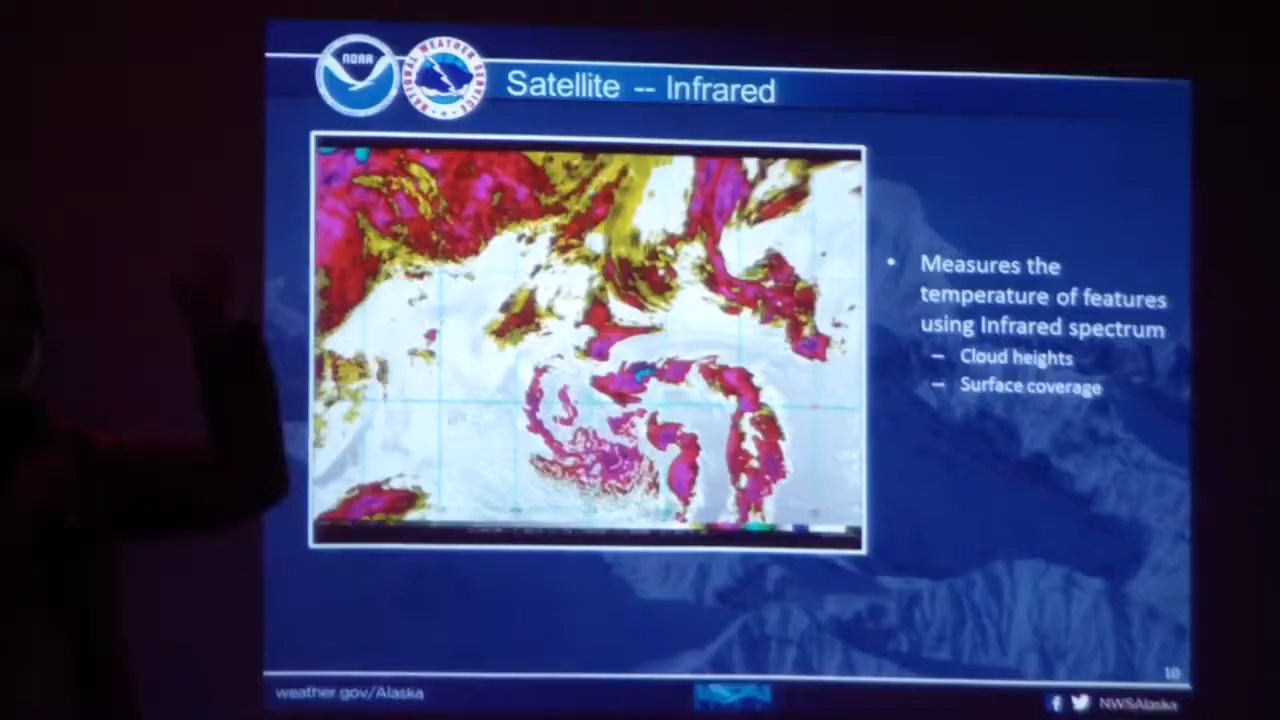 NOAA
NATIONAL WEATHER SERVICE
Satellite -- Infrared
• Measures the
temperature of features
using Infrared spectrum
– Cloud heights
– Surface coverage
10
weather.gov/Alaska
NWSAlaska